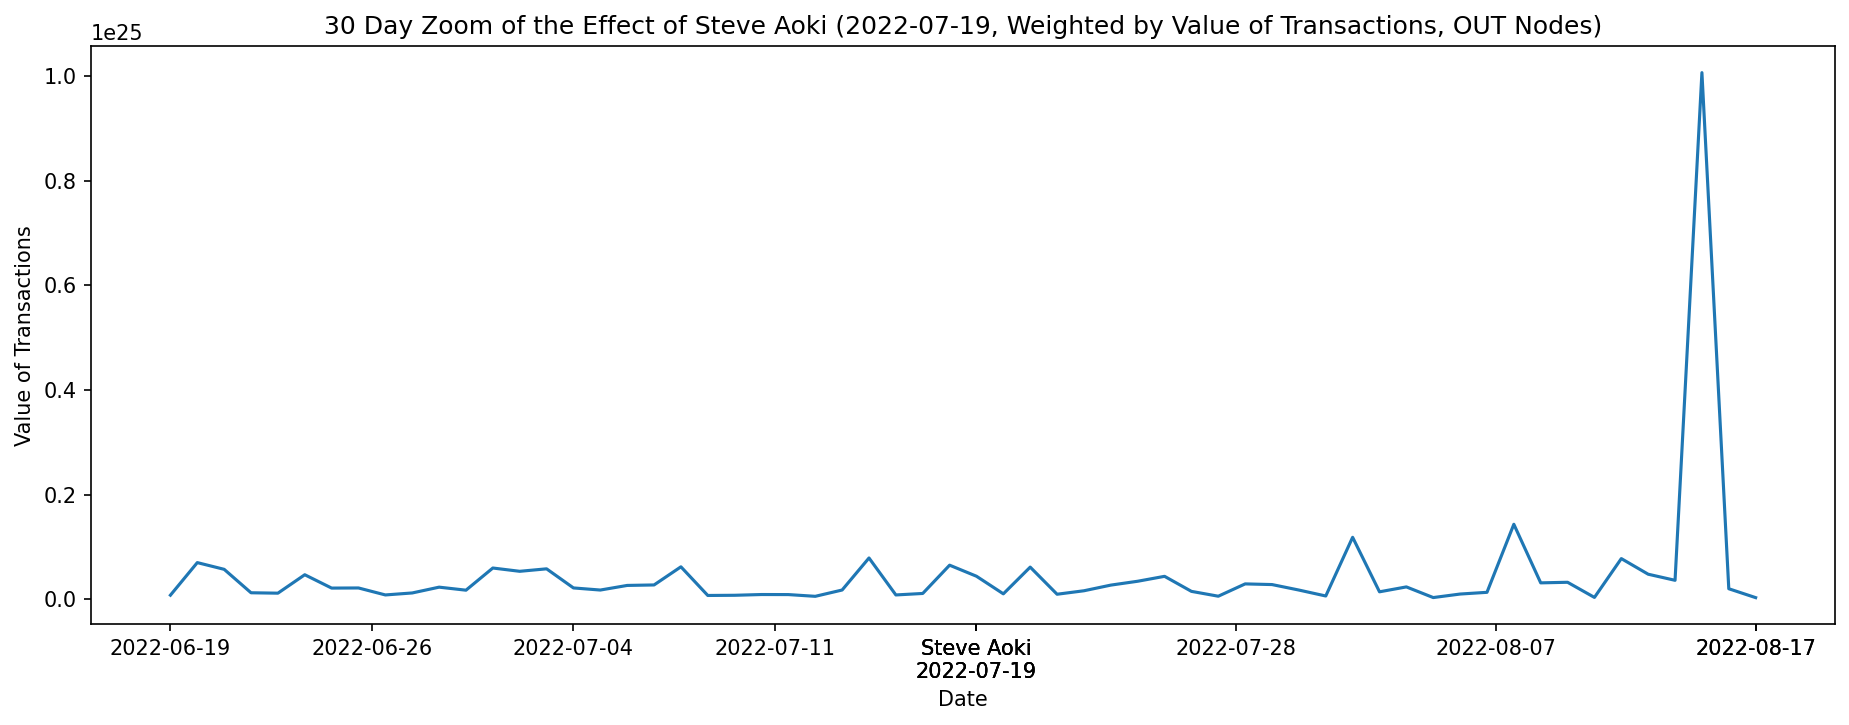 30 Day Zoom of the Effect of Steve Aoki (2022-07-19, Weighted by Value of Transactions, OUT Nodes)
1e25
1.0
0.8
0.6
0.4
0.2
0.0
Value of Transactions
2022-06-19 2022-06-26 2022-07-04 2022-07-11 Steve Aoki 2022-07-28 2022-08-07 2022-08-17
2022-07-19
Date